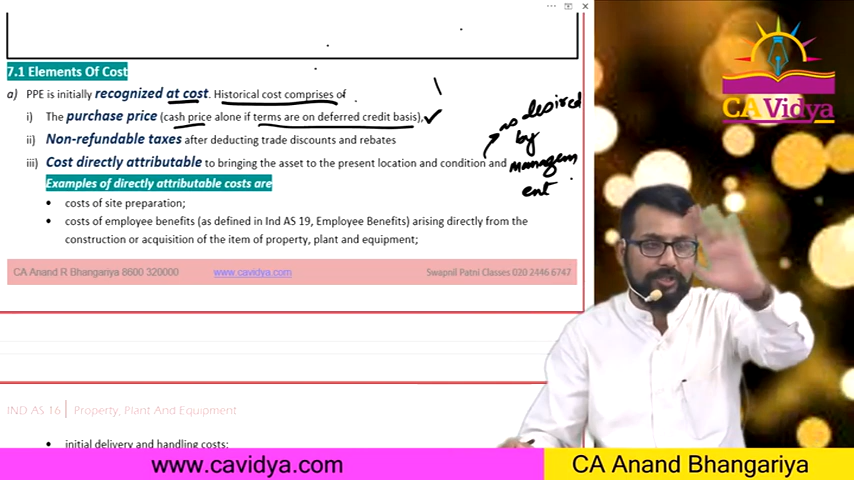 7.1 Elements Of Cost
a) PPE is initially recognized at cost. Historical cost comprises of
i) The purchase price (cash price alone if terms are on deferred credit basis),
ii) Non-refundable taxes after deducting trade discounts and rebates
iii) Cost directly attributable to bringing the asset to the present location and condition and
as desired
by
managem
ent
Examples of directly attributable costs are
• costs of site preparation;
• costs of employee benefits (as defined in Ind AS 19, Employee Benefits) arising directly from the
construction or acquisition of the item of property, plant and equipment;
CA Anand R Bhangariya 8600 320000 www.cavidya.com Swapnil Patni Classes 020 2446 6747
IND AS 16 | Property, Plant And Equipment
• initial delivery and handling costs;
CA Vidya
www.cavidya.com
CA Anand Bhangariya